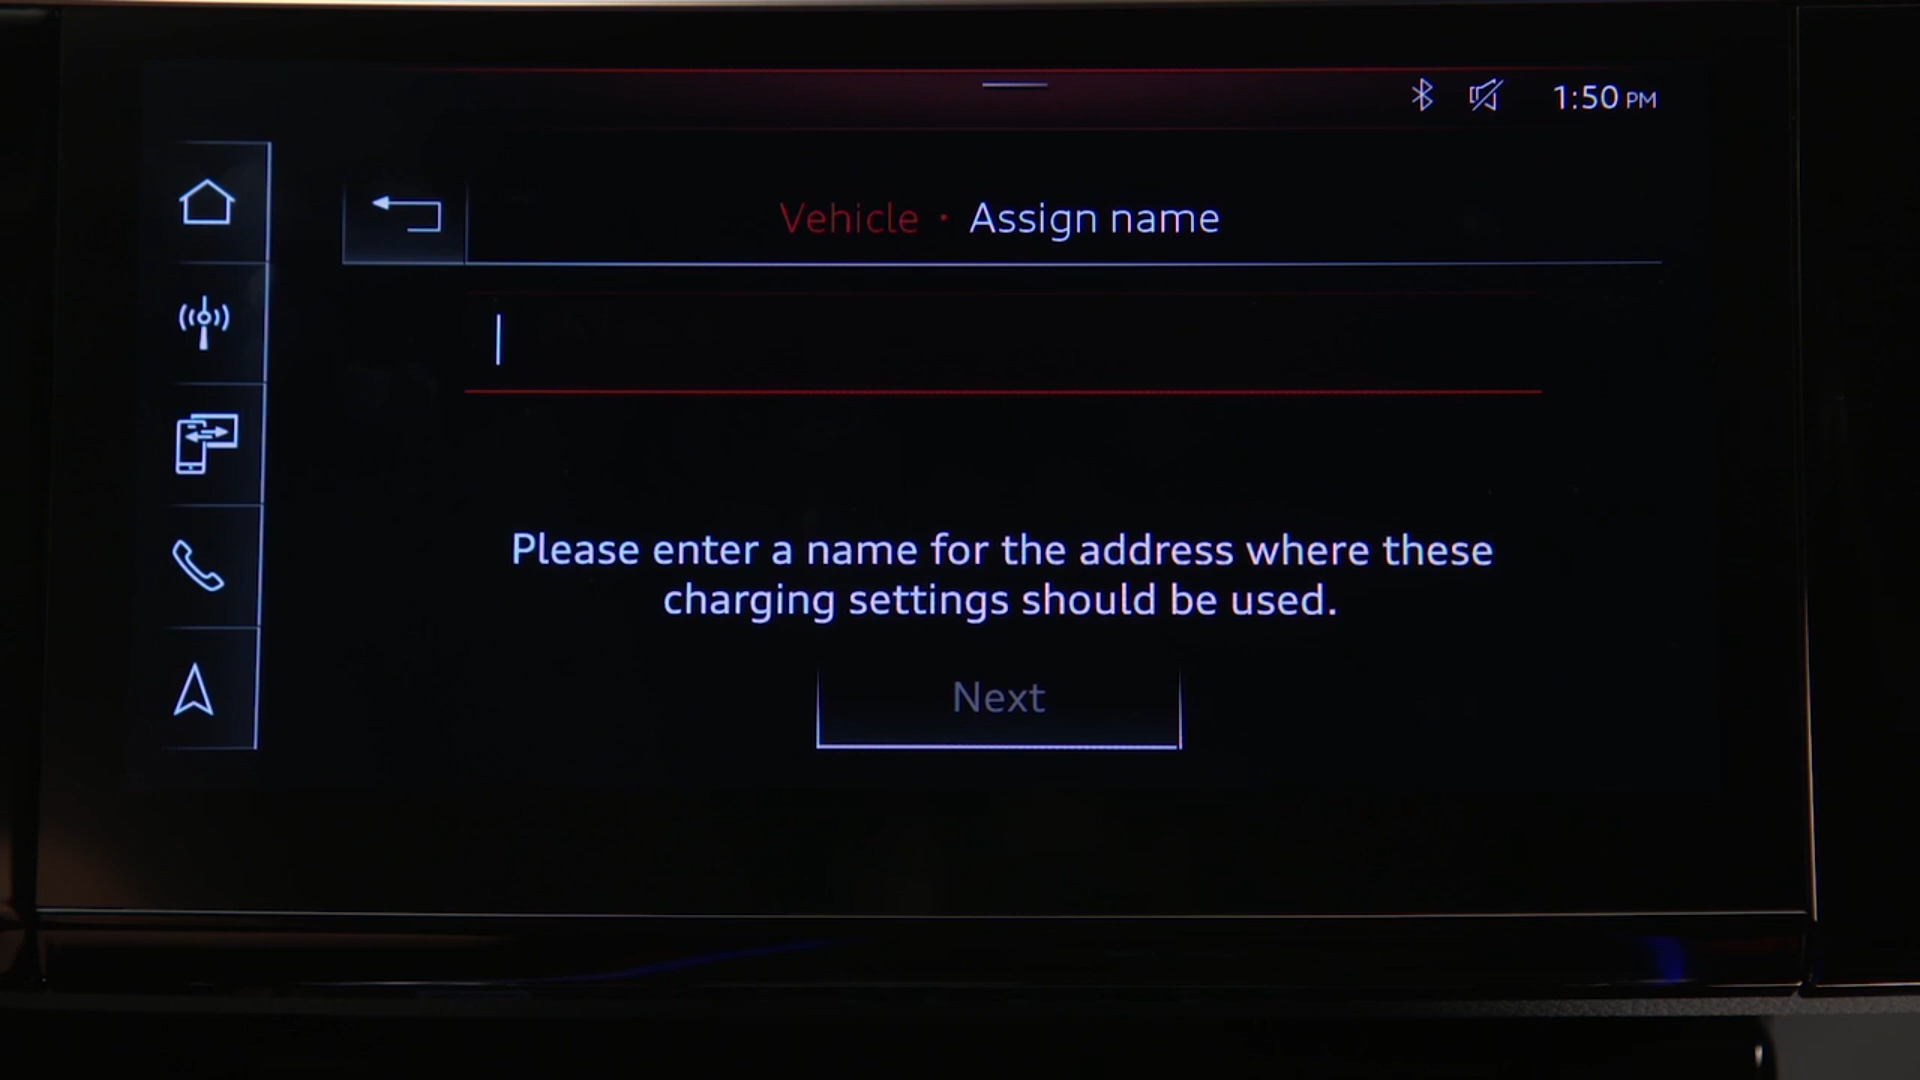 1:50 PM
Vehicle · Assign name
Please enter a name for the address where these
charging settings should be used.
Next